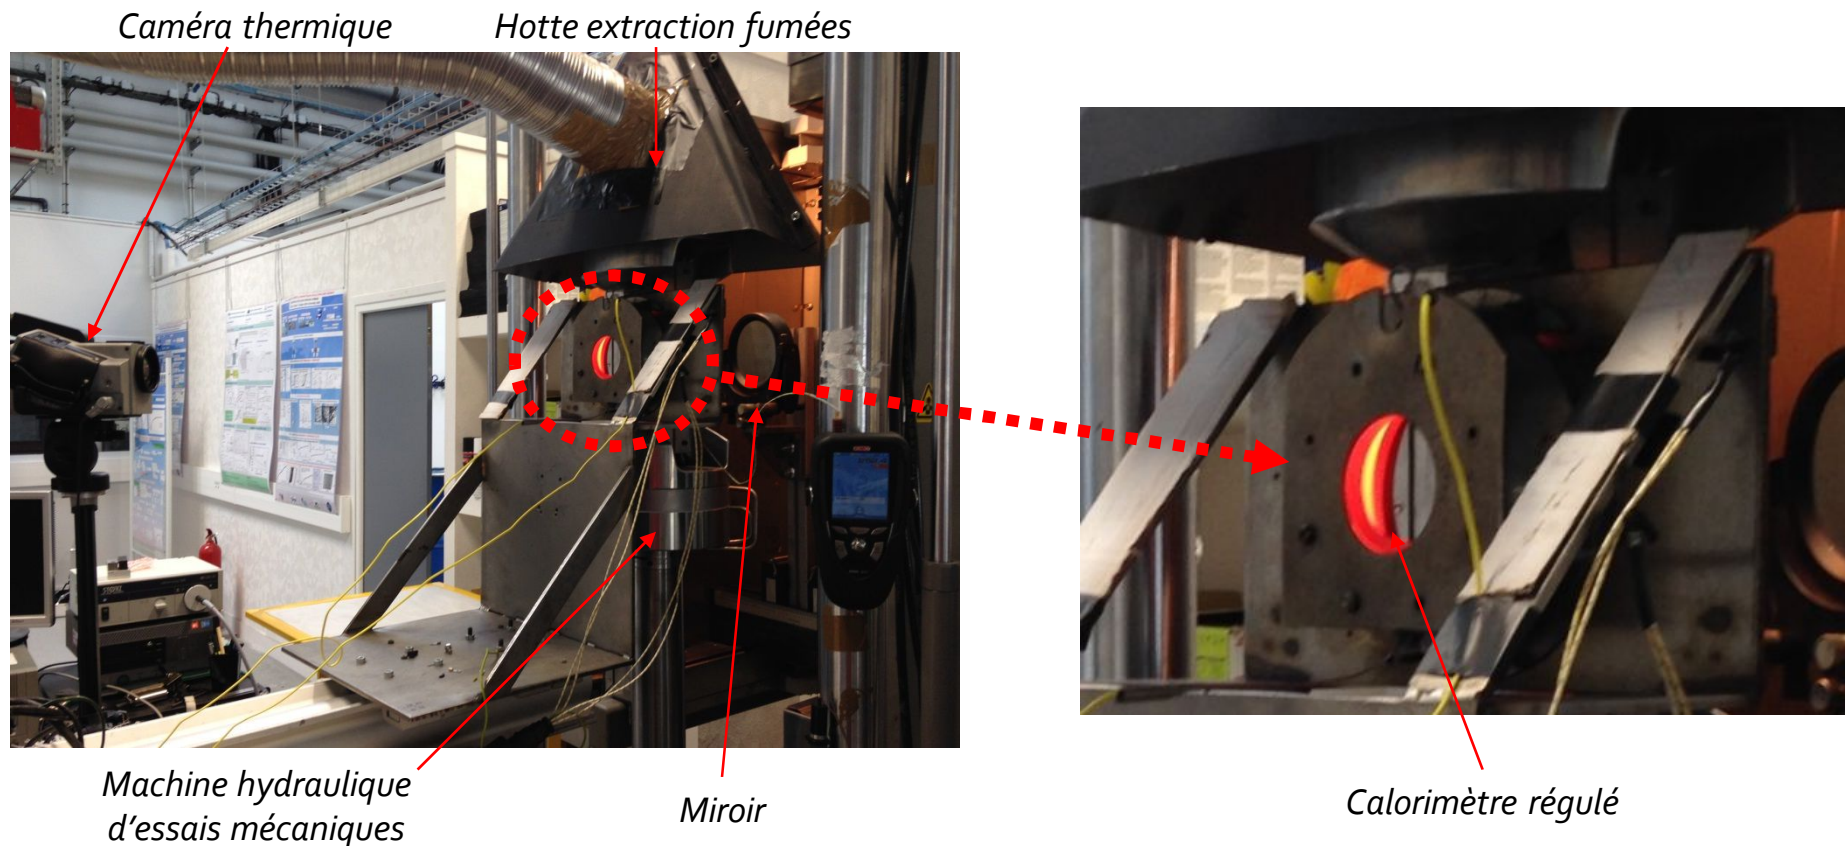 Caméra thermique
Hotte extraction fumées
Machine hydraulique
d'essais mécaniques
Miroir
Calorimètre régulé